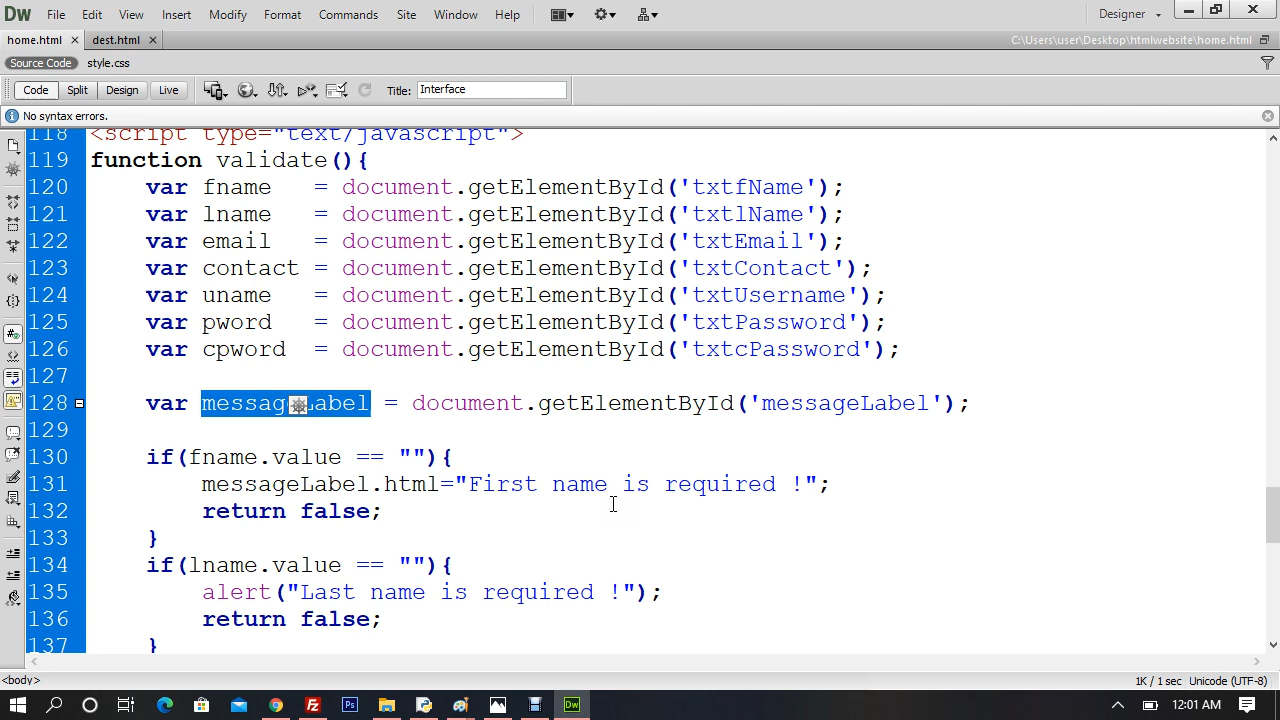 Dw File Edit View Insert Modify Format Commands Site Window Help Designer
home.html × dest.html × C:\Users\user\Desktop\htmlwebsite\home.html
Source Code style.css
Code Split Design Live Title: Interface
No syntax errors.
118 <script type="text/javascript">
119 function validate(){
120 var fname = document.getElementById('txtfName');
121 var lname = document.getElementById('txtlName');
122 var email = document.getElementById('txtEmail');
123 var contact = document.getElementById('txtContact');
124 var uname = document.getElementById('txtUsername');
125 var pword = document.getElementById('txtPassword');
126 var cpword = document.getElementById('txtcPassword');
127
128 var messageLabel = document.getElementById('messageLabel');
129
130 if(fname.value == ""){
131 messageLabel.html="First name is required !";
132 return false;
133 }
134 if(lname.value == ""){
135 alert("Last name is required !");
136 return false;
137 }
<body> 1K / 1 sec Unicode (UTF-8)
Fz Ps Dw 12:01 AM